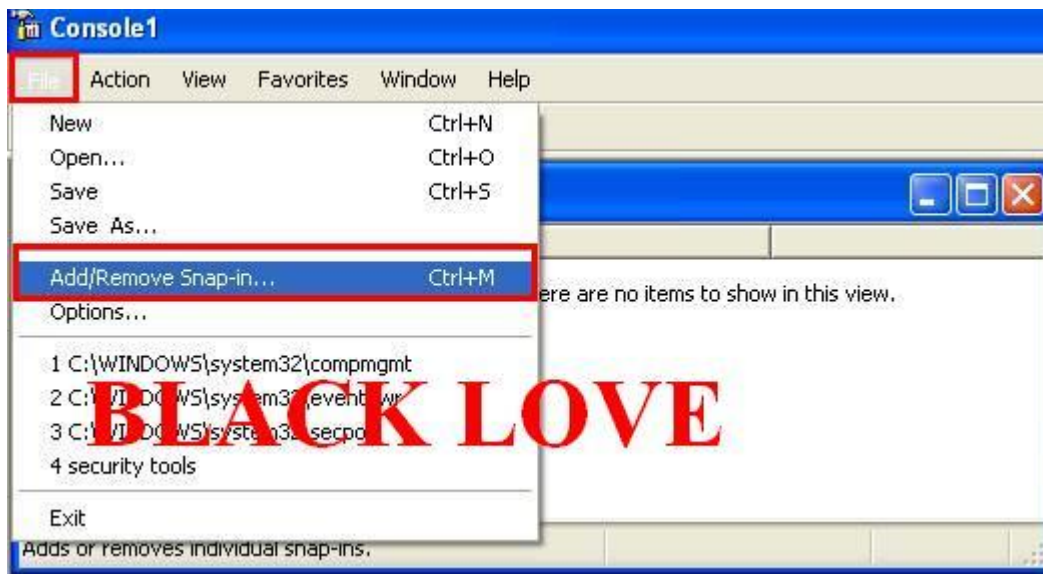 Console1
File Action View Favorites Window Help
New Ctrl+N
Open... Ctrl+O
Save Ctrl+S
Save As...
Add/Remove Snap-in... Ctrl+M
ere are no items to show in this view.
Options...
1 C:\WINDOWS\system32\compmgmt
2 C:\WINDOWS\system32\eventvwr
3 C:\WINDOWS\system32\secpol
BLACK LOVE
4 security tools
Exit
Adds or removes individual snap-ins.